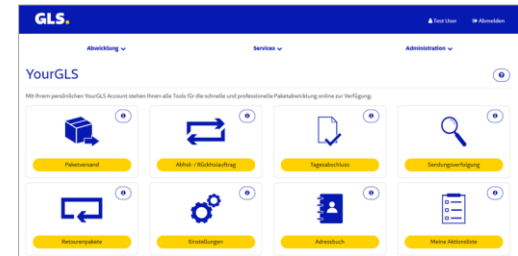 GLS.
Test User
Abmelden
Abwicklung
Services
Administration
YourGLS
Mit Ihrem persönlichen YourGLS Account stehen Ihnen alle Tools für die schnelle und professionelle Paketabwicklung online zur Verfügung.
Paketversand
Abhol- / Rückholauftrag
Tagesabschluss
Sendungsverfolgung
Retourenpakete
Einstellungen
Adressbuch
Meine Aktionsliste